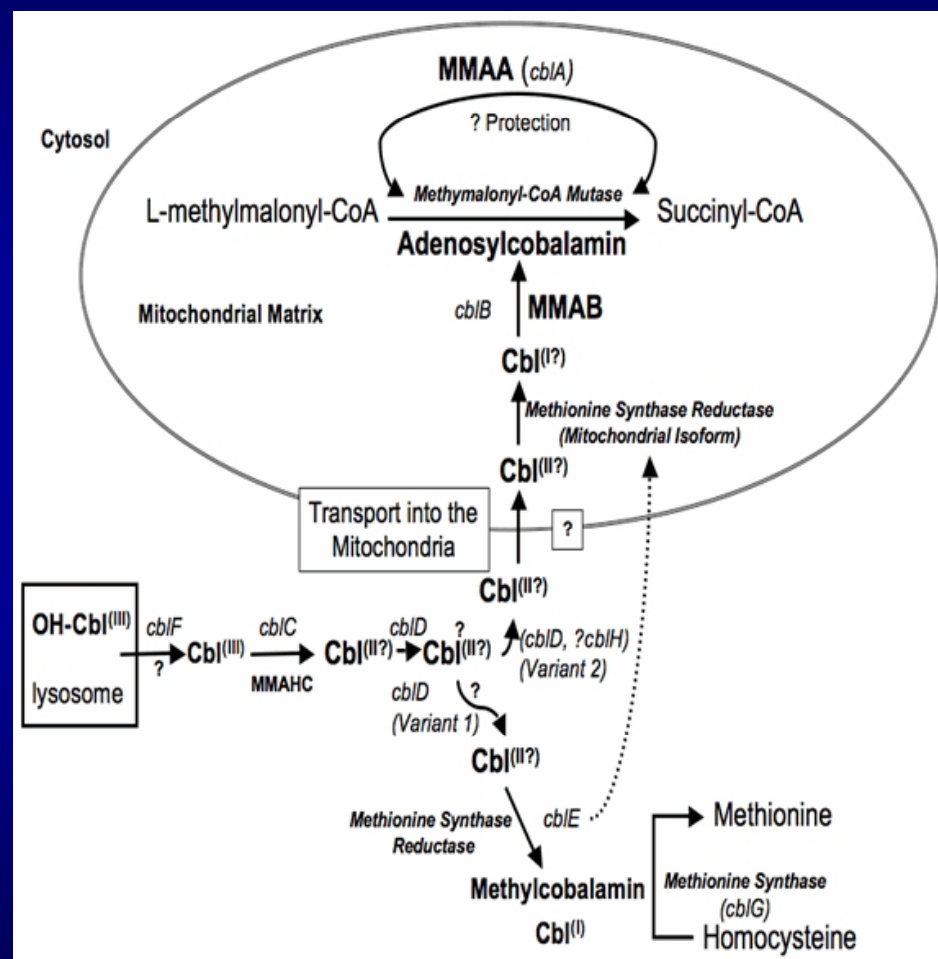 MMAA (cblA)
? Protection
Cytosol
Methymalonyl-CoA Mutase
L-methylmalonyl-CoA
Succinyl-CoA
Adenosylcobalamin
Mitochondrial Matrix
cblB
MMAB
Cbl(I?)
Methionine Synthase Reductase
(Mitochondrial Isoform)
Cbl(II?)
Transport into the
Mitochondria
?
Cbl(II?)
OH-Cbl(III)
lysosome
cblF
?
Cbl(III)
cblC
MMAHC
Cbl(II?)
cblD
Cbl(II?)
?
(cblD, ?cblH)
(Variant 2)
cblD
(Variant 1)
?
Cbl(II?)
Methionine Synthase
Reductase
cblE
Methylcobalamin
Cbl(I)
Methionine
Methionine Synthase
(cblG)
Homocysteine